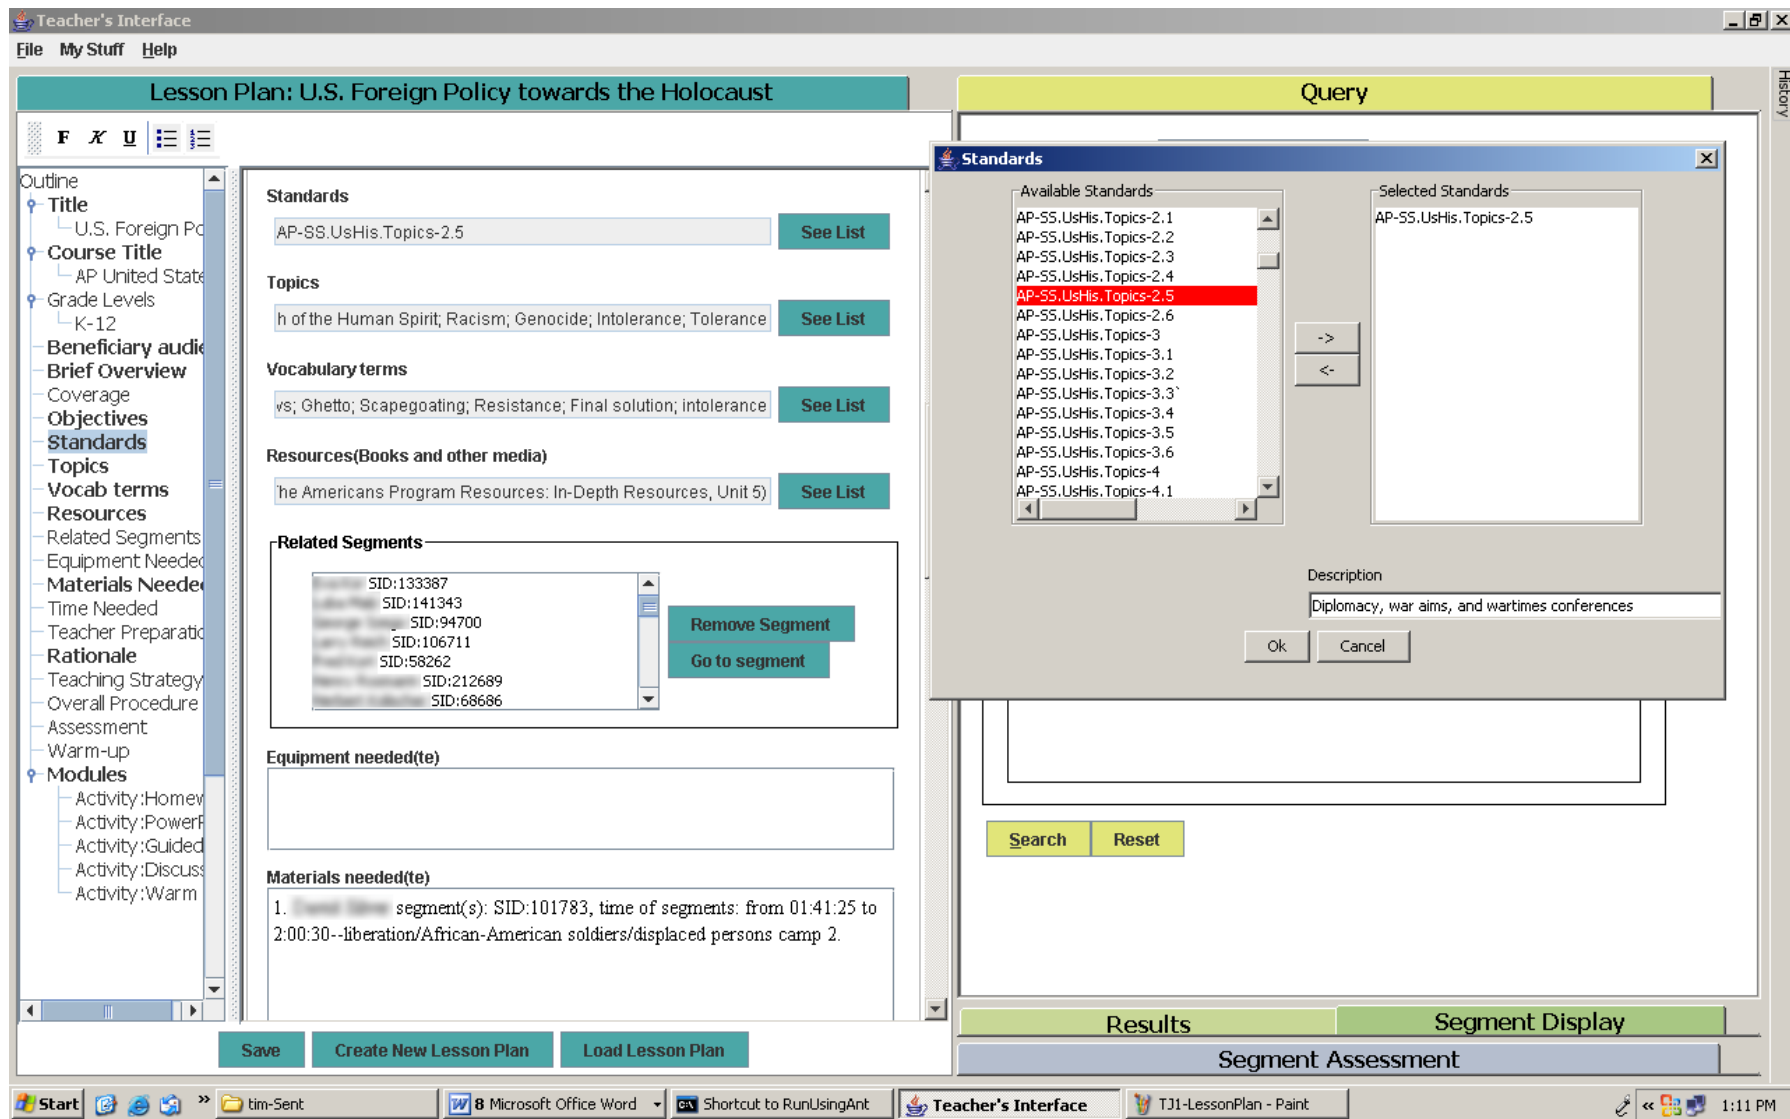 Teacher's Interface
File My Stuff Help
Lesson Plan: U.S. Foreign Policy towards the Holocaust
F K U
Outline
Title
U.S. Foreign Po
Course Title
AP United State
Grade Levels
K-12
Beneficiary audie
Brief Overview
Coverage
Objectives
Standards
Topics
Vocab terms
Resources
Related Segments
Equipment Needed
Materials Neede
Time Needed
Teacher Preparatio
Rationale
Teaching Strategy
Overall Procedure
Assessment
Warm-up
Modules
Activity:Homew
Activity:PowerP
Activity:Guided
Activity:Discuss
Activity:Warm
Standards
AP-SS.UsHis.Topics-2.5 See List
Topics
h of the Human Spirit; Racism; Genocide; Intolerance; Tolerance See List
Vocabulary terms
vs; Ghetto; Scapegoating; Resistance; Final solution; intolerance See List
Resources(Books and other media)
he Americans Program Resources: In-Depth Resources, Unit 5) See List
Related Segments
SID:133387
SID:141343
SID:94700
SID:106711
SID:58262
SID:212689
SID:68686
Remove Segment
Go to segment
Equipment needed(te)
Materials needed(te)
1. segment(s): SID:101783, time of segments: from 01:41:25 to
2:00:30--liberation/African-American soldiers/displaced persons camp 2.
Save Create New Lesson Plan Load Lesson Plan
Query
History
Standards
Available Standards
AP-SS.UsHis.Topics-2.1
AP-SS.UsHis.Topics-2.2
AP-SS.UsHis.Topics-2.3
AP-SS.UsHis.Topics-2.4
AP-SS.UsHis.Topics-2.5
AP-SS.UsHis.Topics-2.6
AP-SS.UsHis.Topics-3
AP-SS.UsHis.Topics-3.1
AP-SS.UsHis.Topics-3.2
AP-SS.UsHis.Topics-3.3`
AP-SS.UsHis.Topics-3.4
AP-SS.UsHis.Topics-3.5
AP-SS.UsHis.Topics-3.6
AP-SS.UsHis.Topics-4
AP-SS.UsHis.Topics-4.1
->
<-
Selected Standards
AP-SS.UsHis.Topics-2.5
Description
Diplomacy, war aims, and wartimes conferences
Ok Cancel
Search Reset
Results
Segment Display
Segment Assessment
Start » tim-Sent 8 Microsoft Office Word Shortcut to RunUsingAnt Teacher's Interface TJ1-LessonPlan - Paint « 1:11 PM